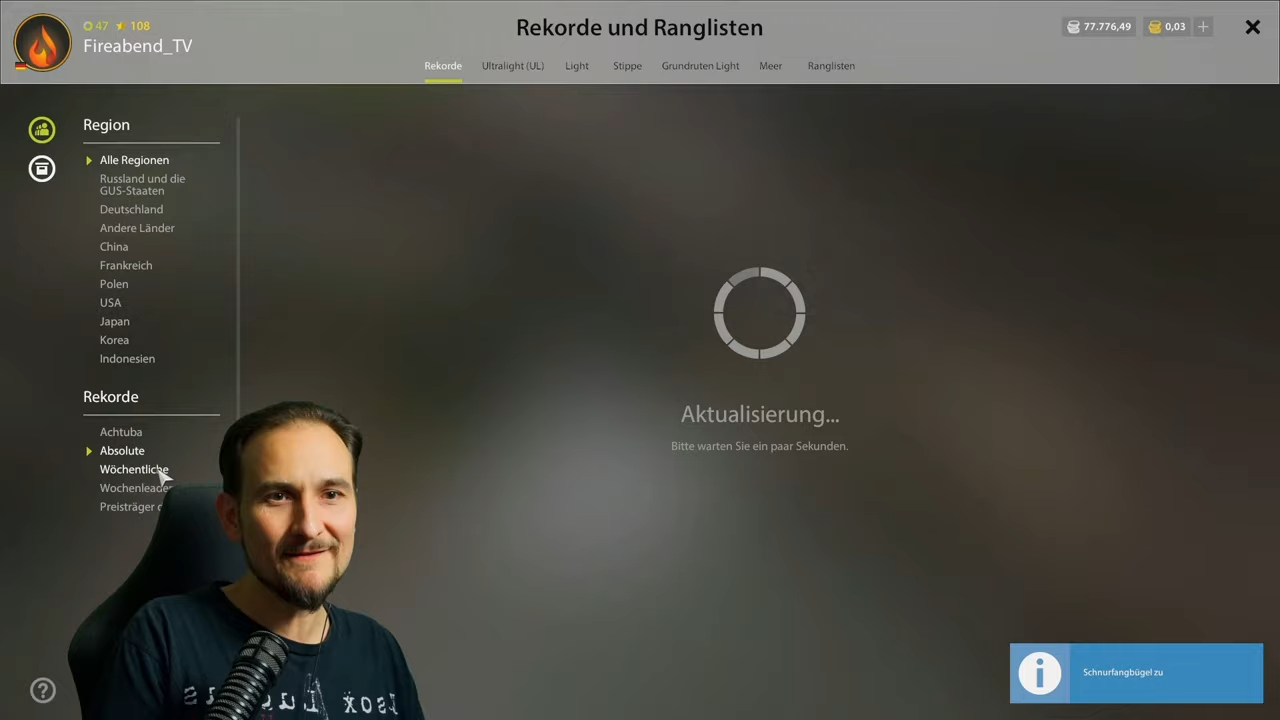 47 108
Fireabend_TV
Rekorde und Ranglisten
77.776,49
0,03
Rekorde
Ultralight (UL)
Light
Stippe
Grundruten Light
Meer
Ranglisten
Region
Alle Regionen
Russland und die
GUS-Staaten
Deutschland
Andere Länder
China
Frankreich
Polen
USA
Japan
Korea
Indonesien
Rekorde
Achtuba
Absolute
Wöchentliche
Wochenleader
Preisträger
Aktualisierung...
Bitte warten Sie ein paar Sekunden.
Schnurfangbügel zu